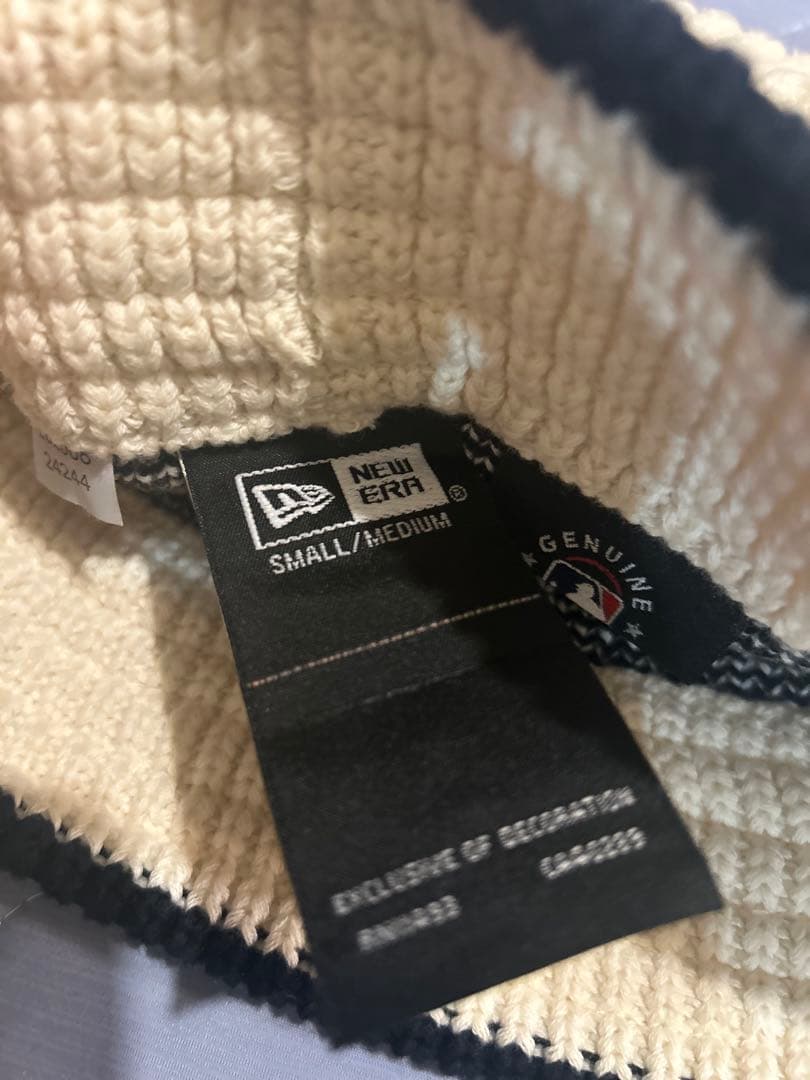 NEW
ERA®
SMALL/MEDIUM
GENUINE
24244
EXCLUSIVE OF DECORATION